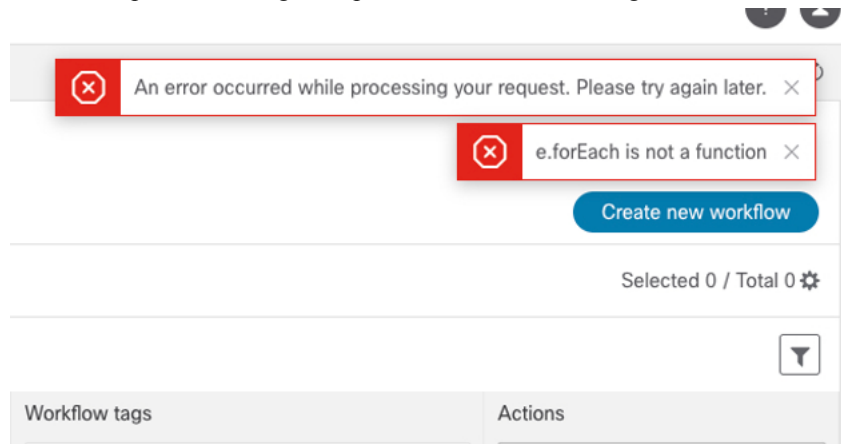 An error occurred while processing your request. Please try again later.
e.forEach is not a function
Create new workflow
Selected 0 / Total 0
Workflow tags
Actions